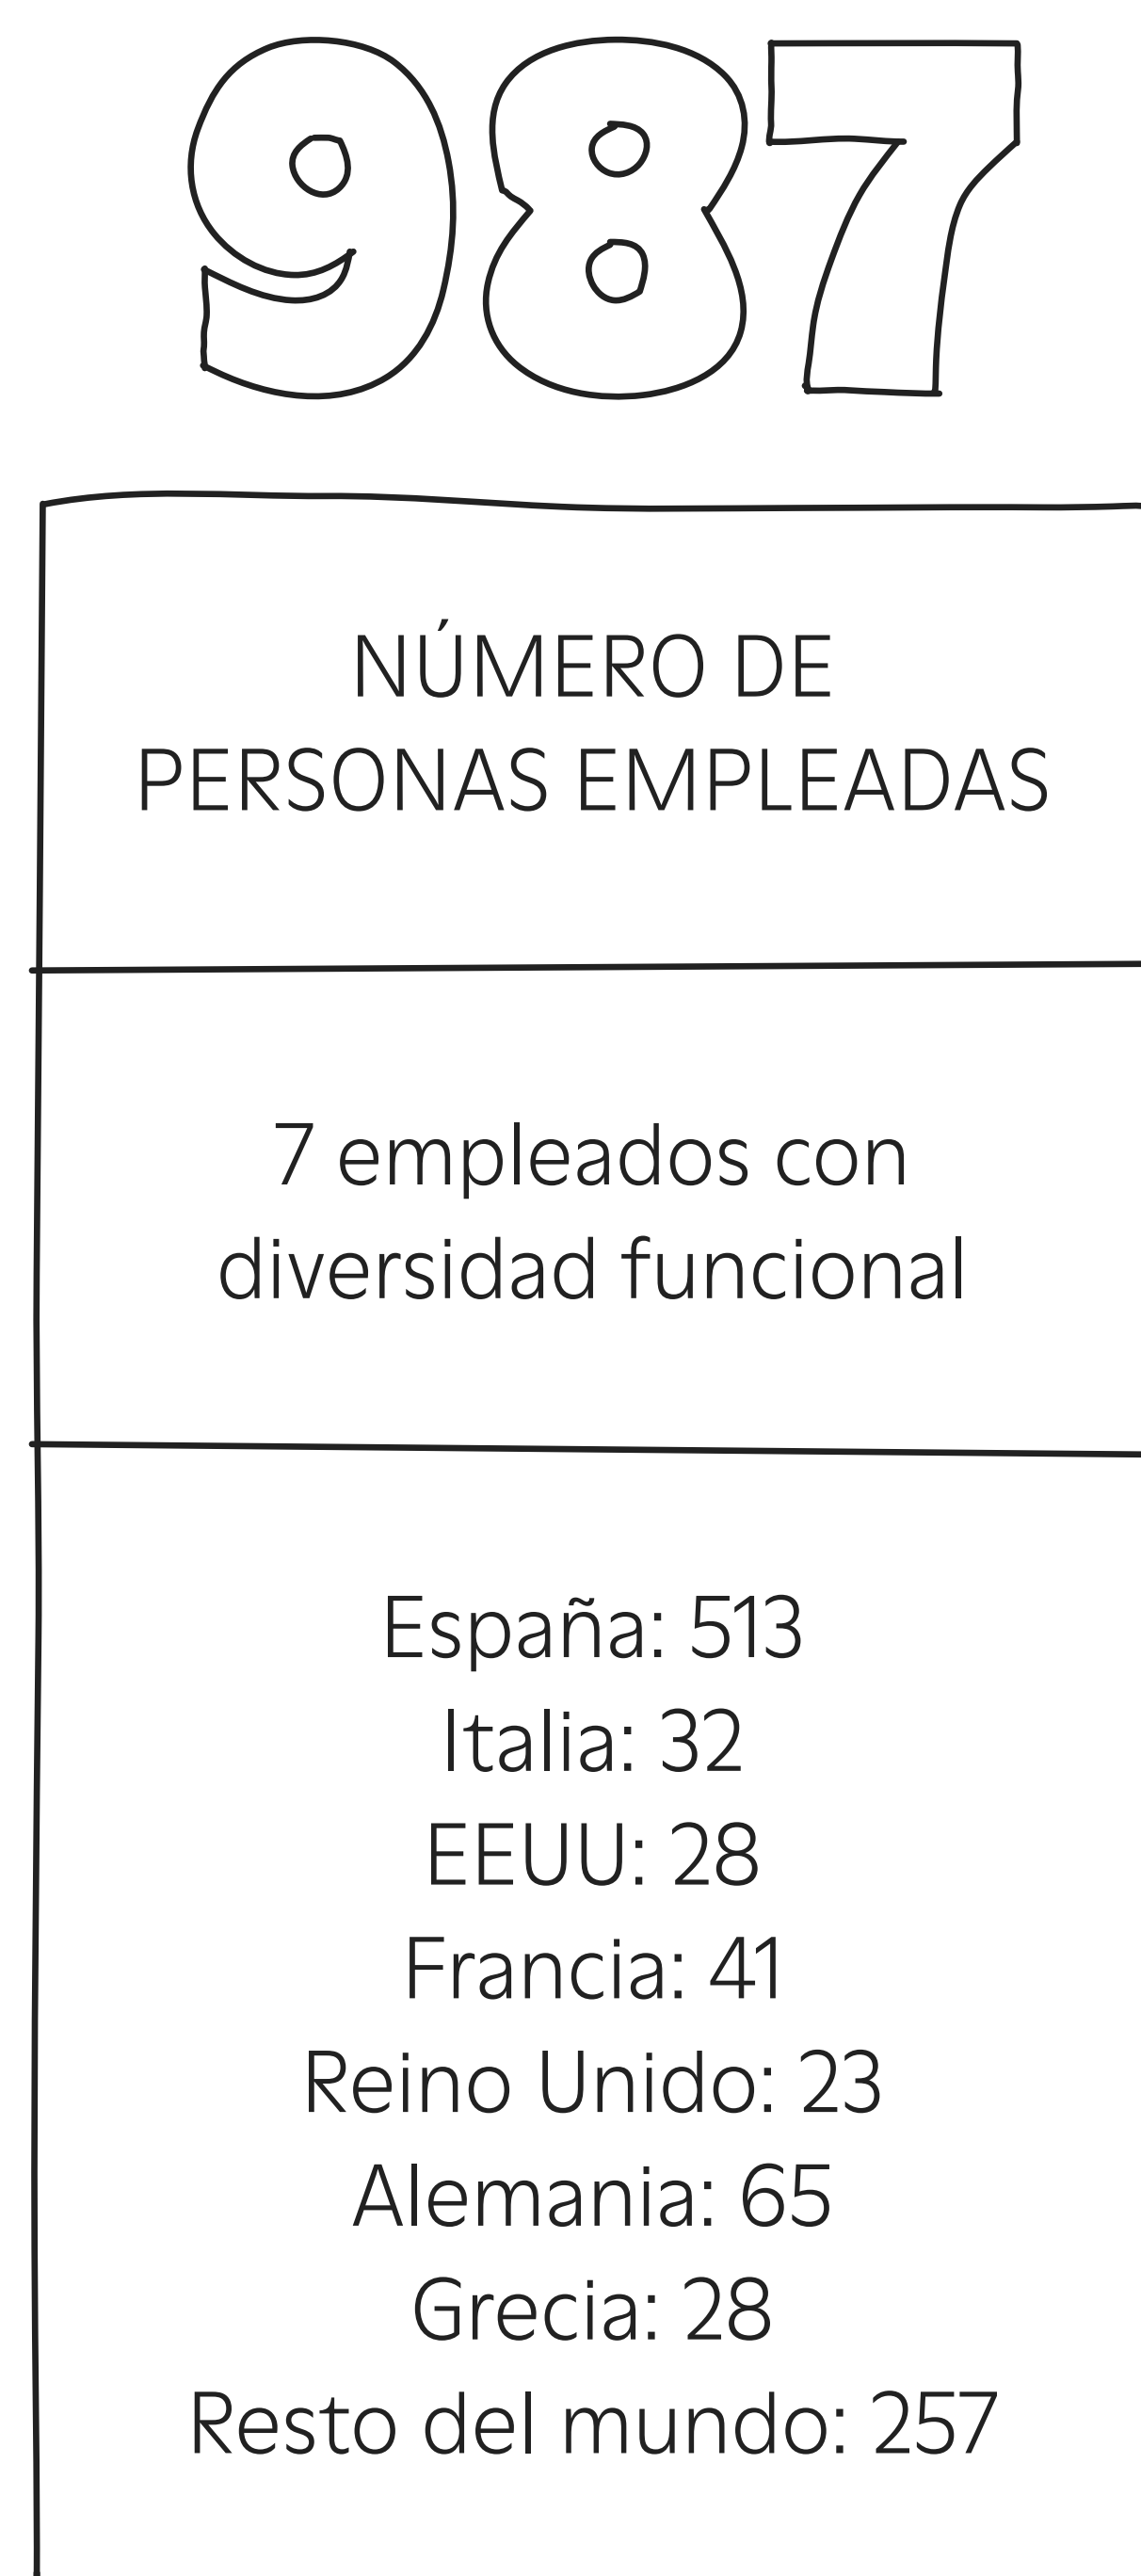 987
NÚMERO DE
PERSONAS EMPLEADAS
7 empleados con
diversidad funcional
España: 513
Italia: 32
EEUU: 28
Francia: 41
Reino Unido: 23
Alemania: 65
Grecia: 28
Resto del mundo: 257